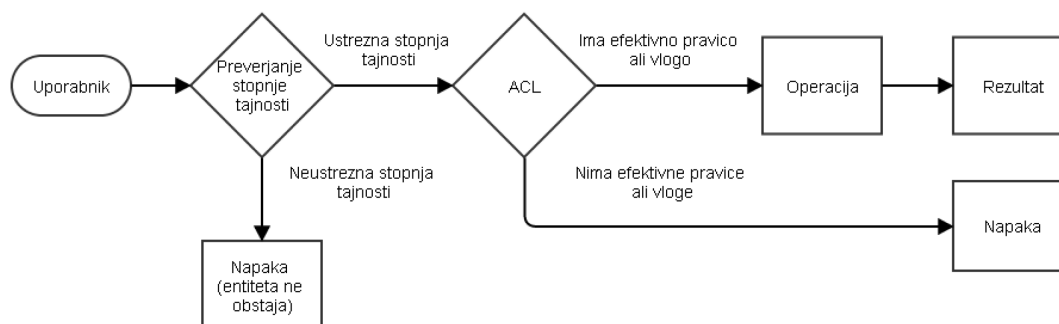 Uporabnik
Preverjanje
stopnje
tajnosti
Ustrezna stopnja
tajnosti
ACL
Ima efektivno pravico
ali vlogo
Operacija
Rezultat
Neustrezna stopnja
tajnosti
Nima efektivne pravice
ali vloge
Napaka
Napaka
(entiteta ne
obstaja)